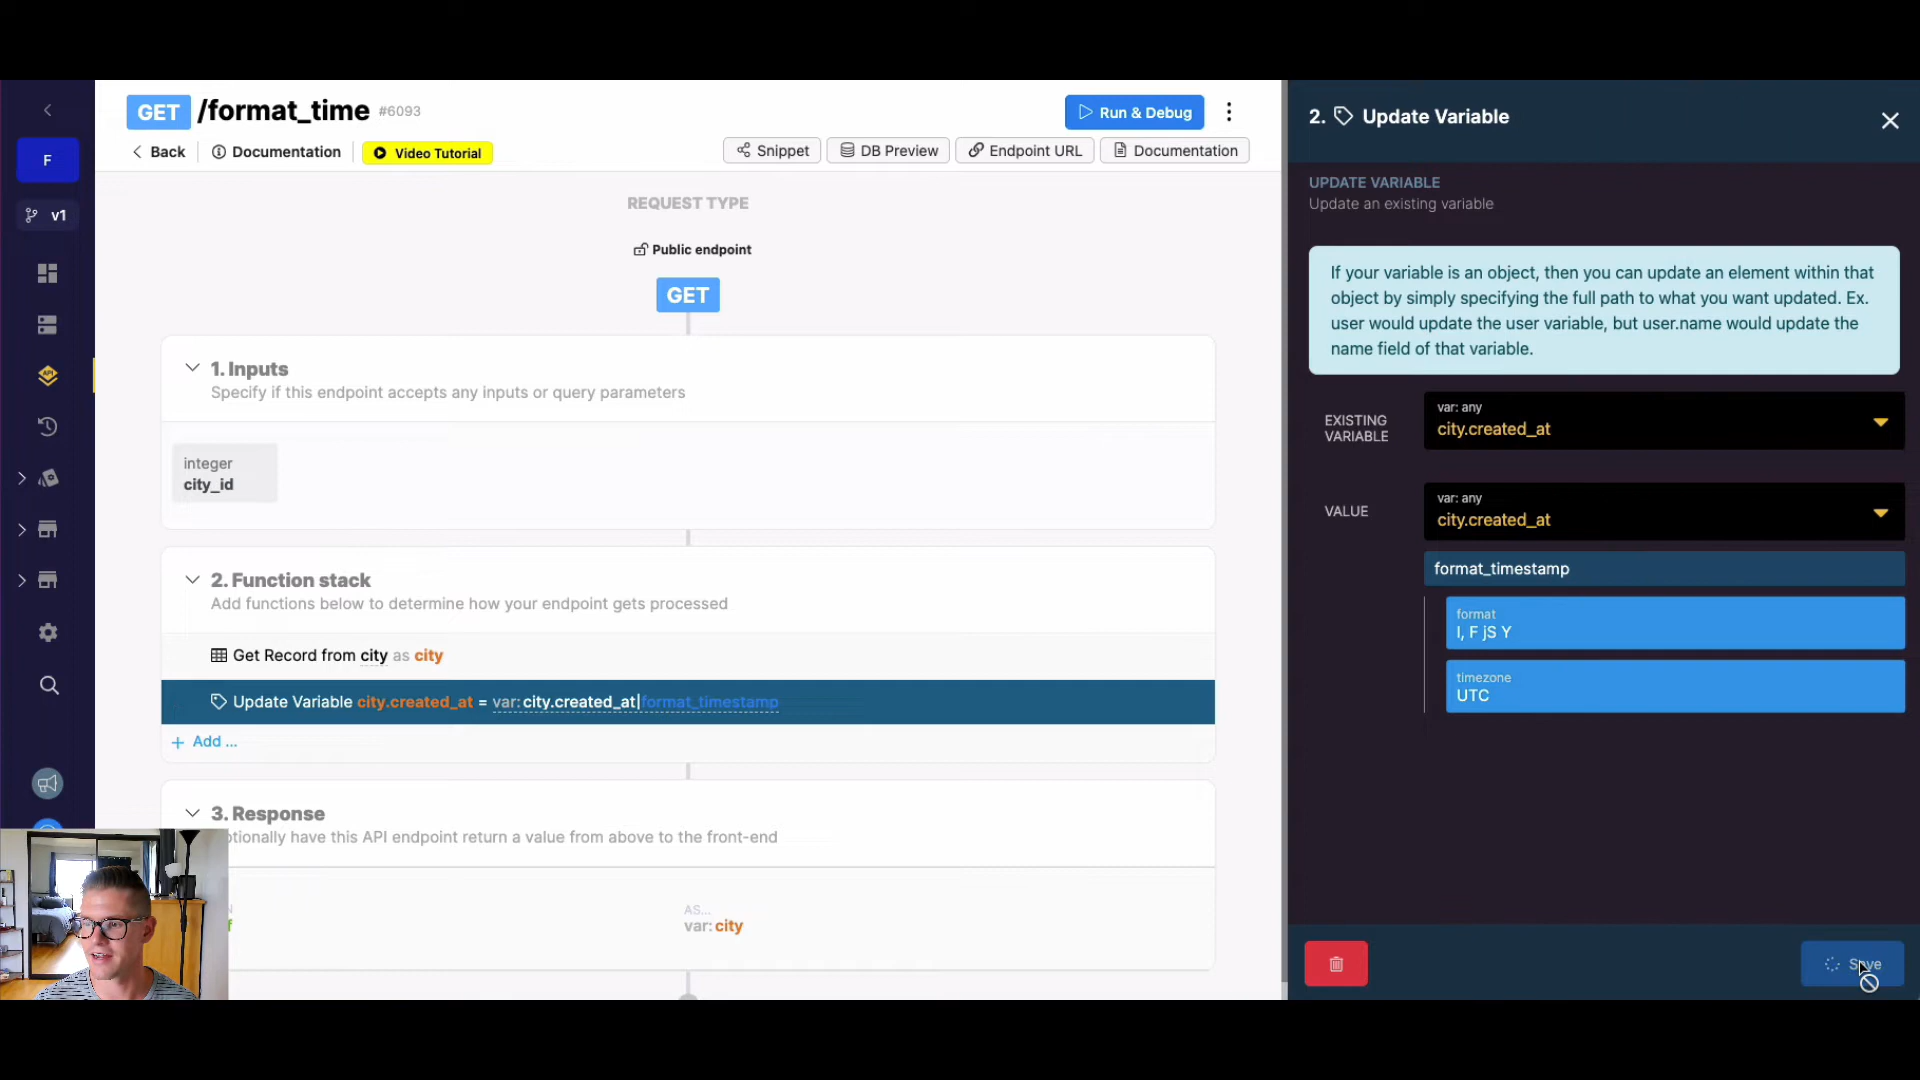 GET /format_time #6093
Run & Debug
Back
Documentation
Video Tutorial
Snippet
DB Preview
Endpoint URL
Documentation
F
v1
API
REQUEST TYPE
Public endpoint
GET
1. Inputs
Specify if this endpoint accepts any inputs or query parameters
integer
city_id
2. Function stack
Add functions below to determine how your endpoint gets processed
Get Record from city as city
Update Variable city.created_at = var: city.created_at|format_timestamp
+ Add ...
3. Response
tionally have this API endpoint return a value from above to the front-end
AS...
var: city
2. Update Variable
UPDATE VARIABLE
Update an existing variable
If your variable is an object, then you can update an element within that
object by simply specifying the full path to what you want updated. Ex.
user would update the user variable, but user.name would update the
name field of that variable.
EXISTING
VARIABLE
var: any
city.created_at
VALUE
var: any
city.created_at
format_timestamp
format
l, F jS Y
timezone
UTC
Save